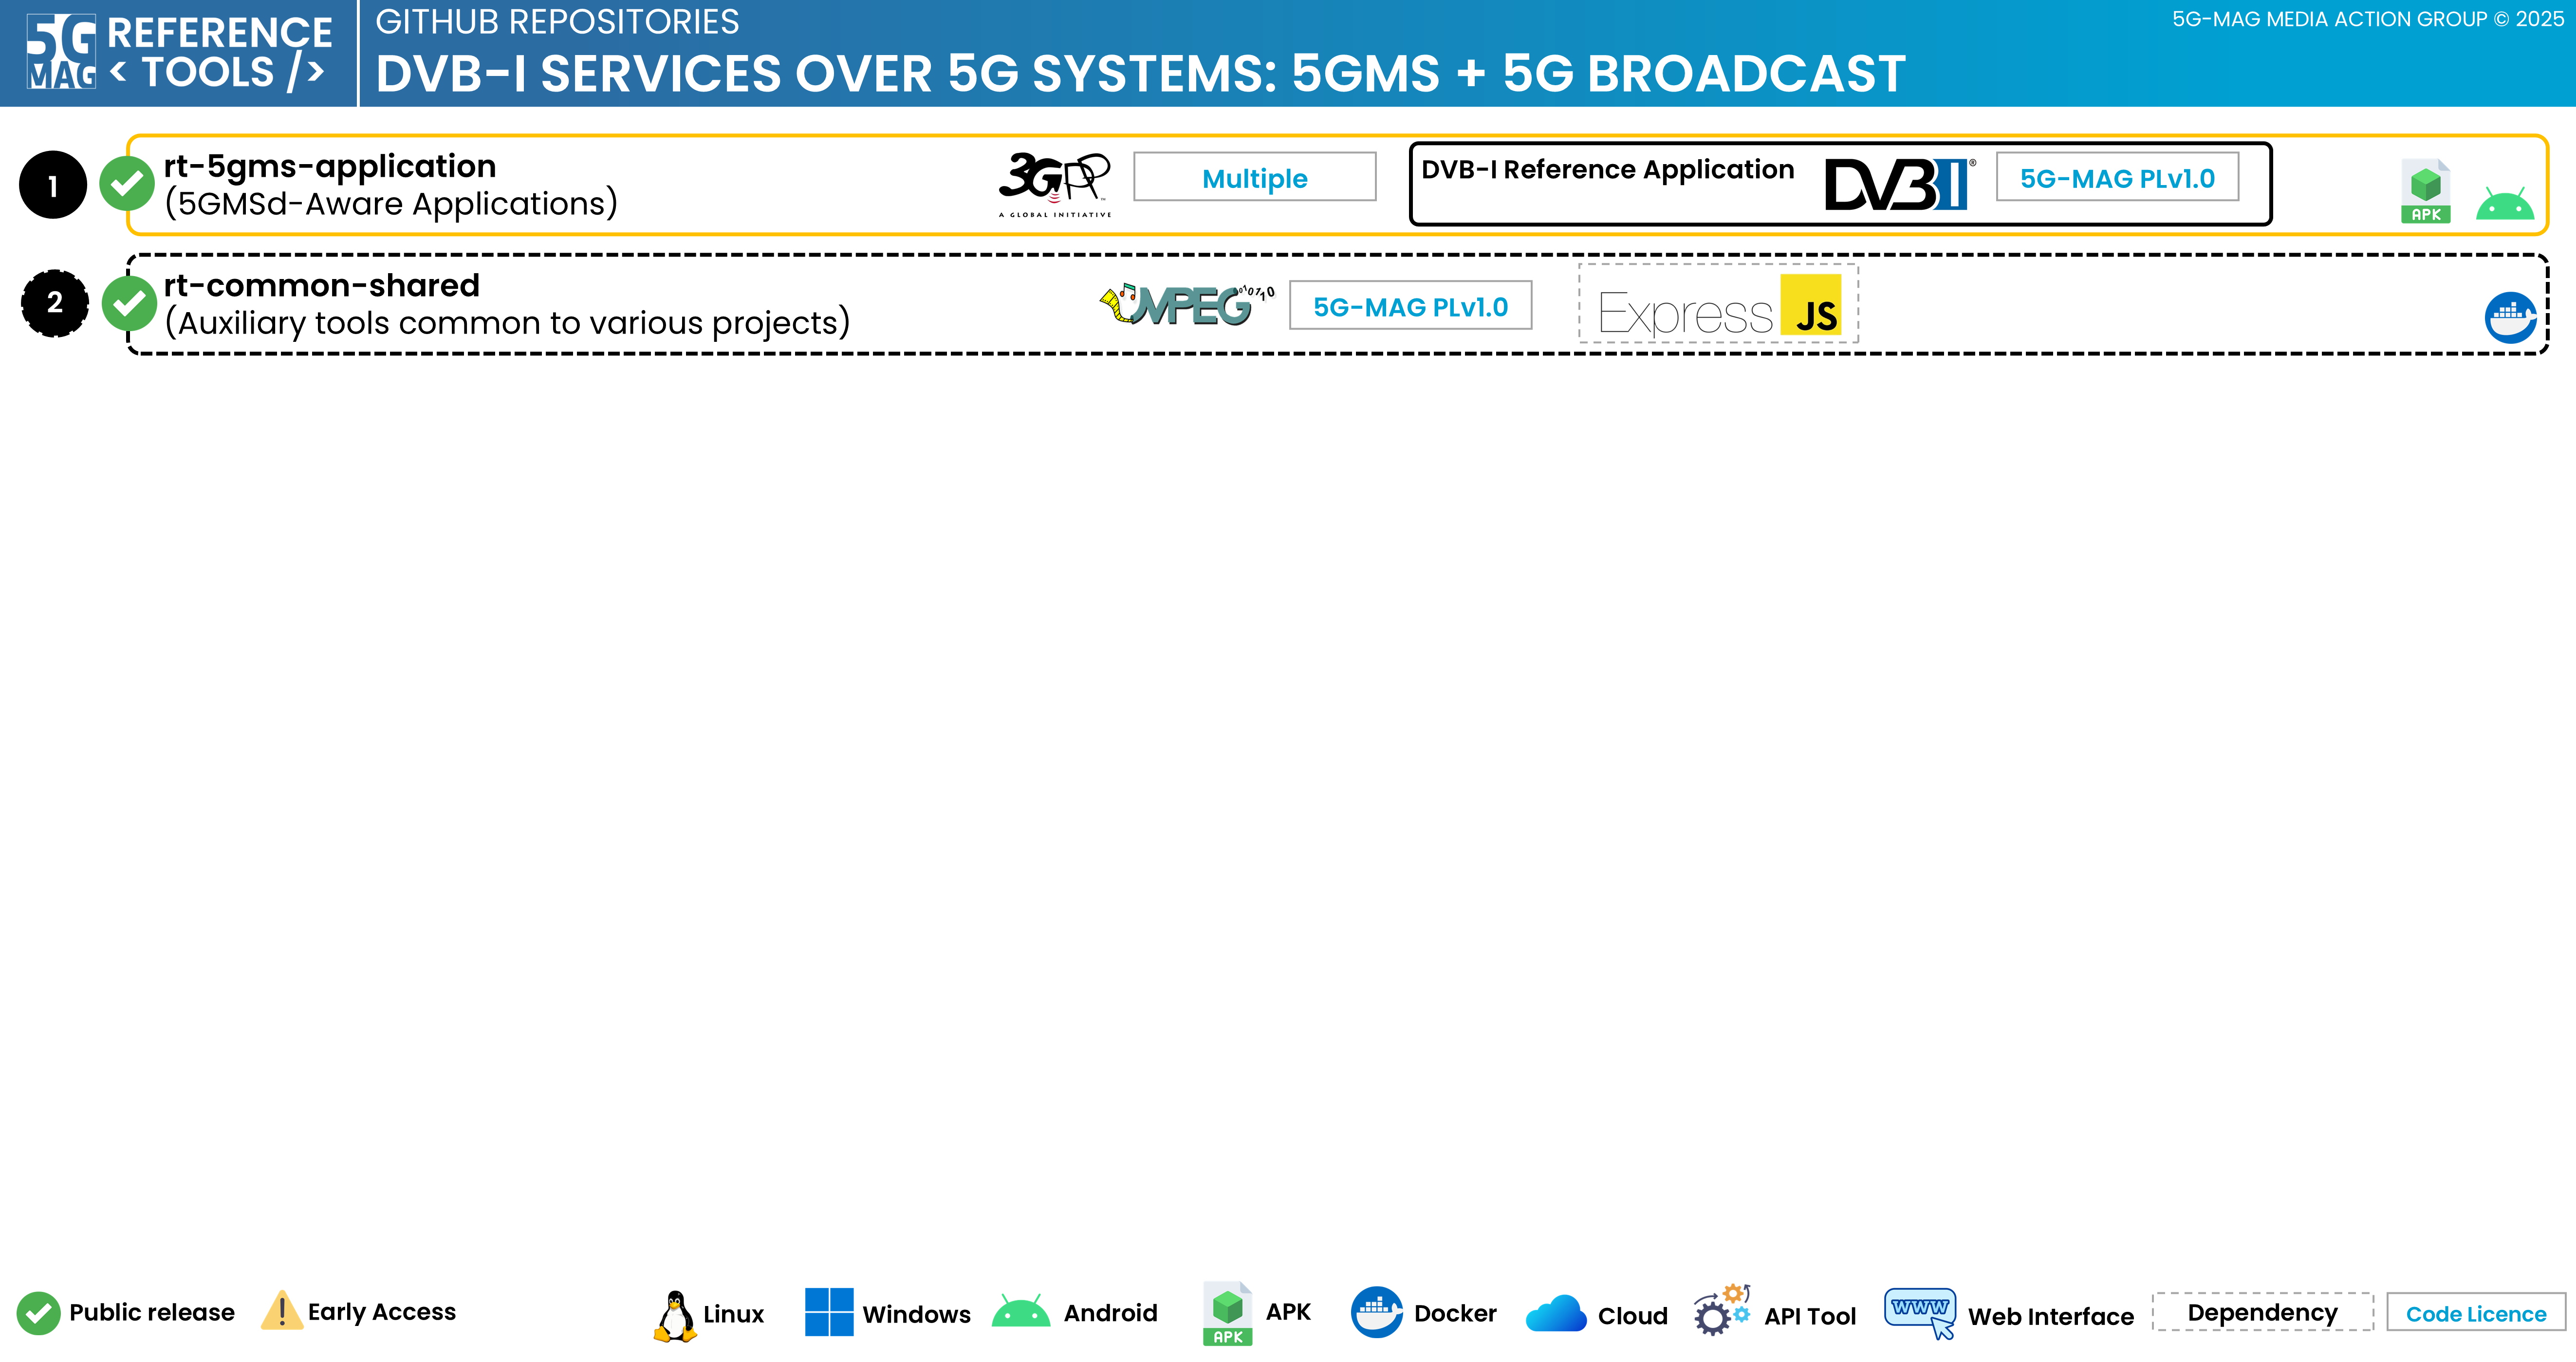 5G
MAG
REFERENCE
< TOOLS />
GITHUB REPOSITORIES
DVB-I SERVICES OVER 5G SYSTEMS: 5GMS + 5G BROADCAST
5G-MAG MEDIA ACTION GROUP © 2025
1
rt-5gms-application
(5GMSd-Aware Applications)
3GPP
A GLOBAL INITIATIVE
Multiple
DVB-I Reference Application
DVB I®
5G-MAG PLv1.0
APK
2
rt-common-shared
(Auxiliary tools common to various projects)
MPEG
5G-MAG PLv1.0
Express
JS
Public release
Early Access
Linux
Windows
Android
APK
APK
Docker
Cloud
API Tool
www
Web Interface
Dependency
Code Licence